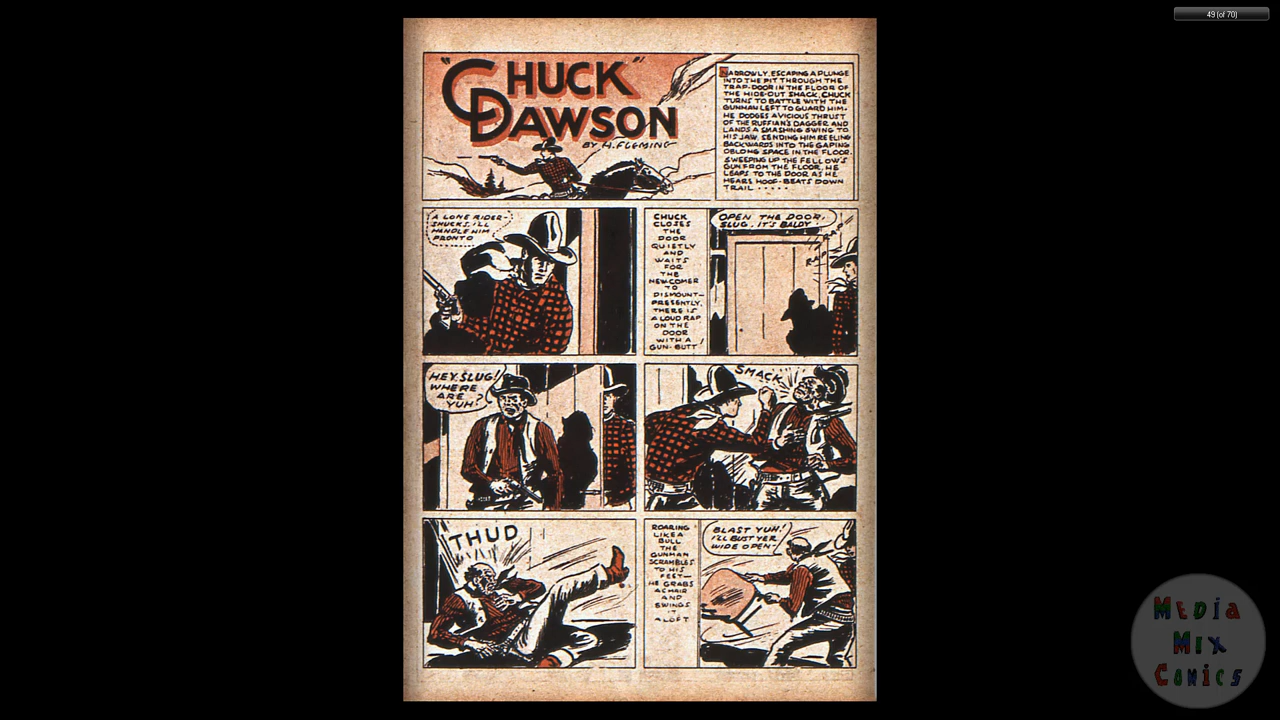 49 (of 70)
"CHUCK"
DAWSON
BY H. FLEMING
NARROWLY ESCAPING A PLUNGE
INTO THE PIT THROUGH THE
TRAP-DOOR IN THE FLOOR OF
THE HIDE-OUT SHACK, CHUCK
TURNS TO BATTLE WITH THE
GUNMAN LEFT TO GUARD HIM.
HE DODGES A VICIOUS THRUST
OF THE RUFFIAN'S DAGGER AND
LANDS A SMASHING SWING TO
HIS JAW, SENDING HIM REELING
BACKWARDS INTO THE GAPING
OBLONG SPACE IN THE FLOOR.
SWEEPING UP THE FELLOW'S
GUN FROM THE FLOOR, HE
LEAPS TO THE DOOR AS HE
HEARS HOOF-BEATS DOWN
TRAIL . . . . .
A LONE RIDER-
SHUCKS, I'LL
HANDLE HIM
PRONTO
CHUCK
CLOSES
THE
DOOR
QUIETLY
AND
WAITS
FOR
THE
NEWCOMER
TO
DISMOUNT-
PRESENTLY,
THERE IS
A LOUD RAP
ON THE
DOOR
WITH A
GUN-BUTT!
OPEN THE DOOR,
SLUG, IT'S BALDY!
RAP
HEY, SLUG!
WHERE
ARE
YUH?
SMACK
THUD
ROARING
LIKE A
BULL
THE
GUNMAN
SCRAMBLES
TO HIS
FEET-
HE GRABS
A CHAIR
AND
SWINGS
IT
ALOFT
BLAST YUH!
I'LL BUST YER
WIDE OPEN-
MEDIA
MIX
COMICS